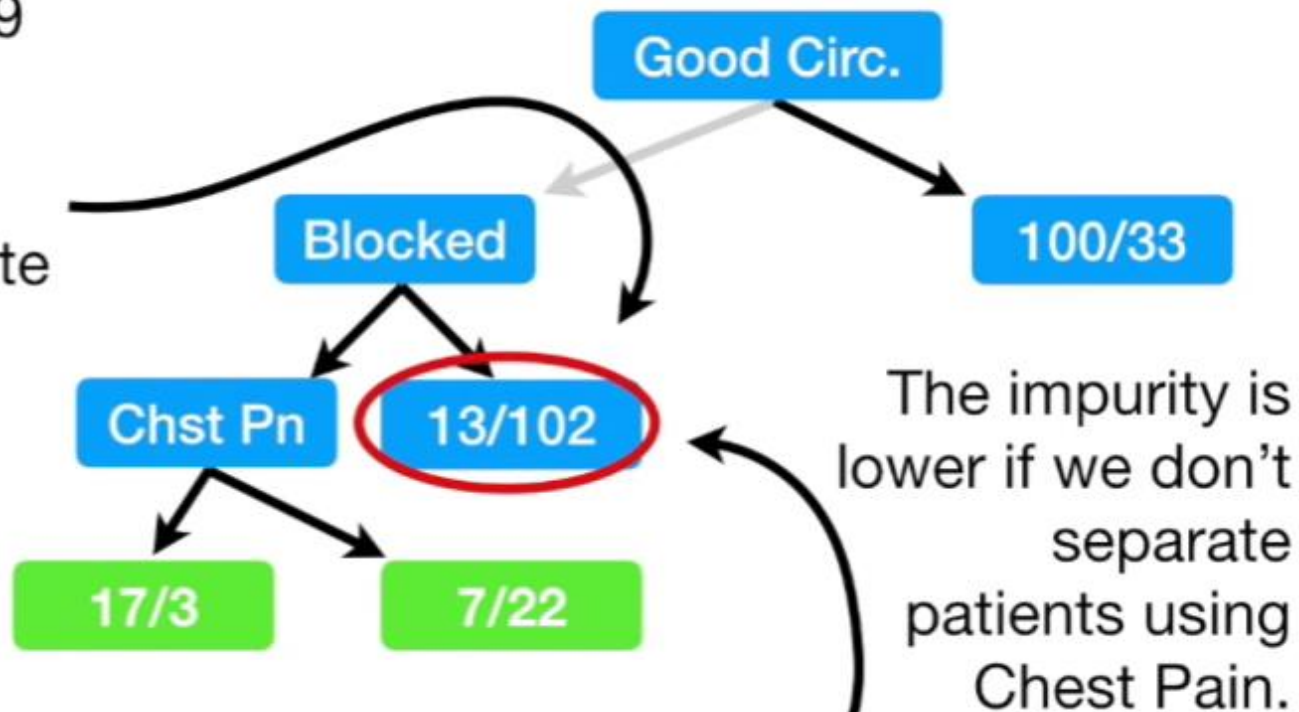 9
Good Circ.
te
Blocked
100/33
Chst Pn
13/102
17/3
7/22
The impurity is
lower if we don’t
separate
patients using
Chest Pain.